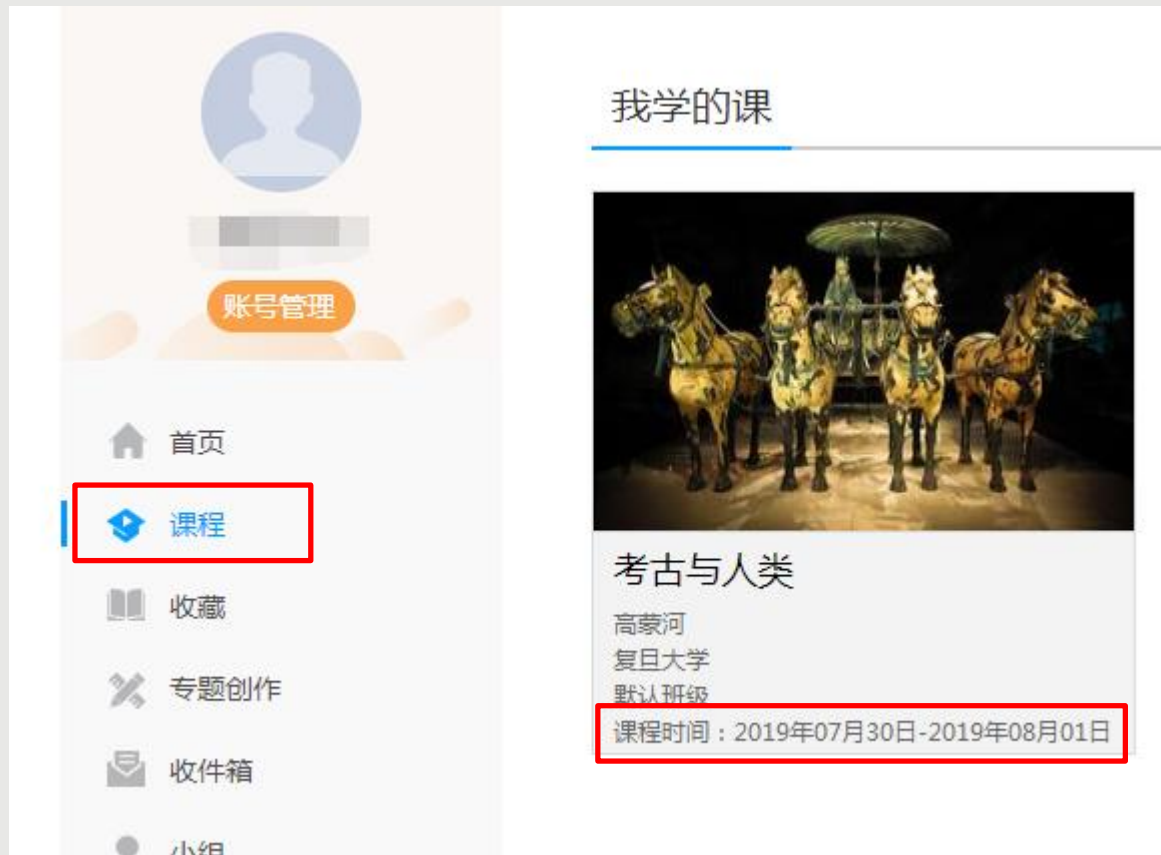 账号管理
首页
课程
收藏
专题创作
收件箱
小组
我学的课
考古与人类
高蒙河
复旦大学
默认班级
课程时间：2019年07月30日-2019年08月01日